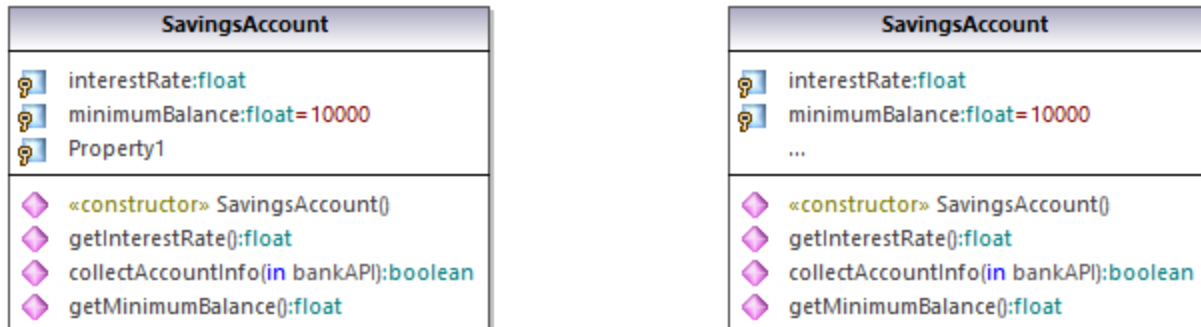 SavingsAccount
interestRate:float
minimumBalance:float=10000
Property1
«constructor» SavingsAccount()
getInterestRate():float
collectAccountInfo(in bankAPI):boolean
getMinimumBalance():float
SavingsAccount
interestRate:float
minimumBalance:float=10000
...
«constructor» SavingsAccount()
getInterestRate():float
collectAccountInfo(in bankAPI):boolean
getMinimumBalance():float